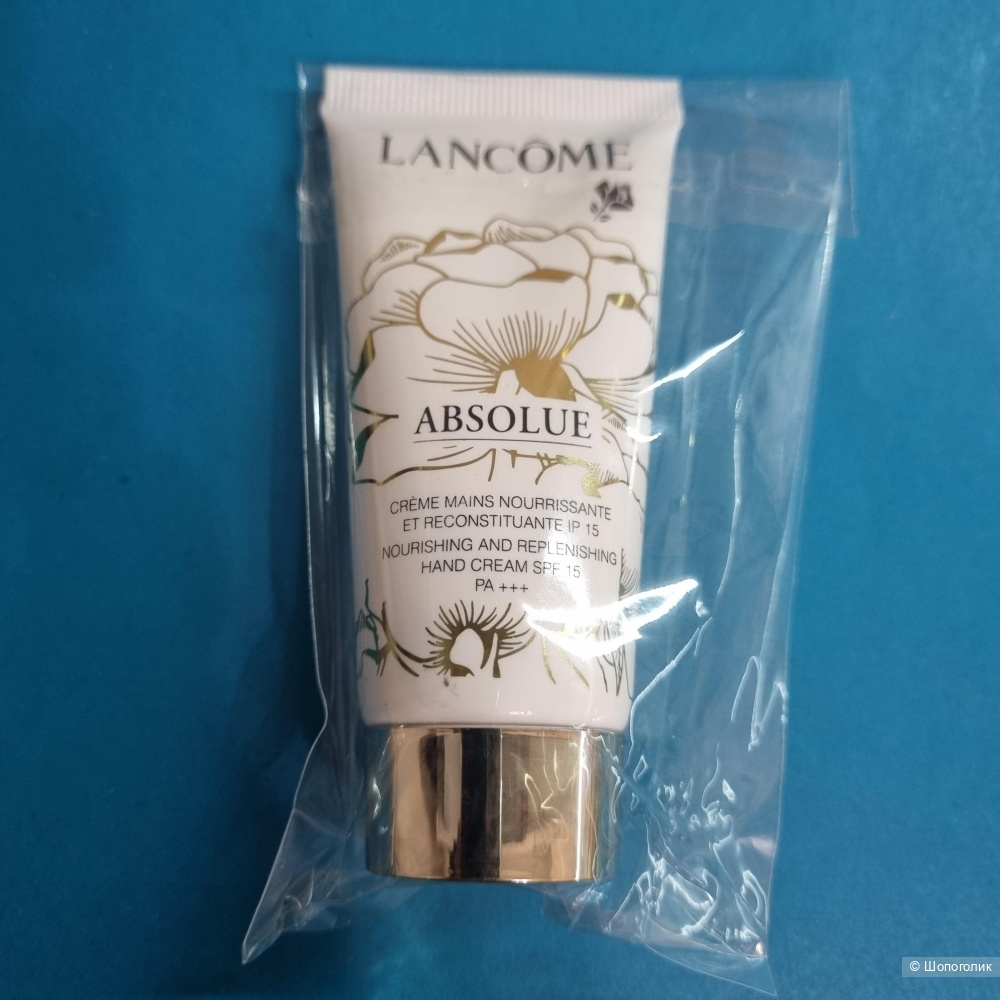 LANCÔME
ABSOLUE
CRÈME MAINS NOURRISSANTE
ET RECONSTITUANTE IP 15
NOURISHING AND REPLENISHING
HAND CREAM SPF 15
PA +++
© Шопоголик